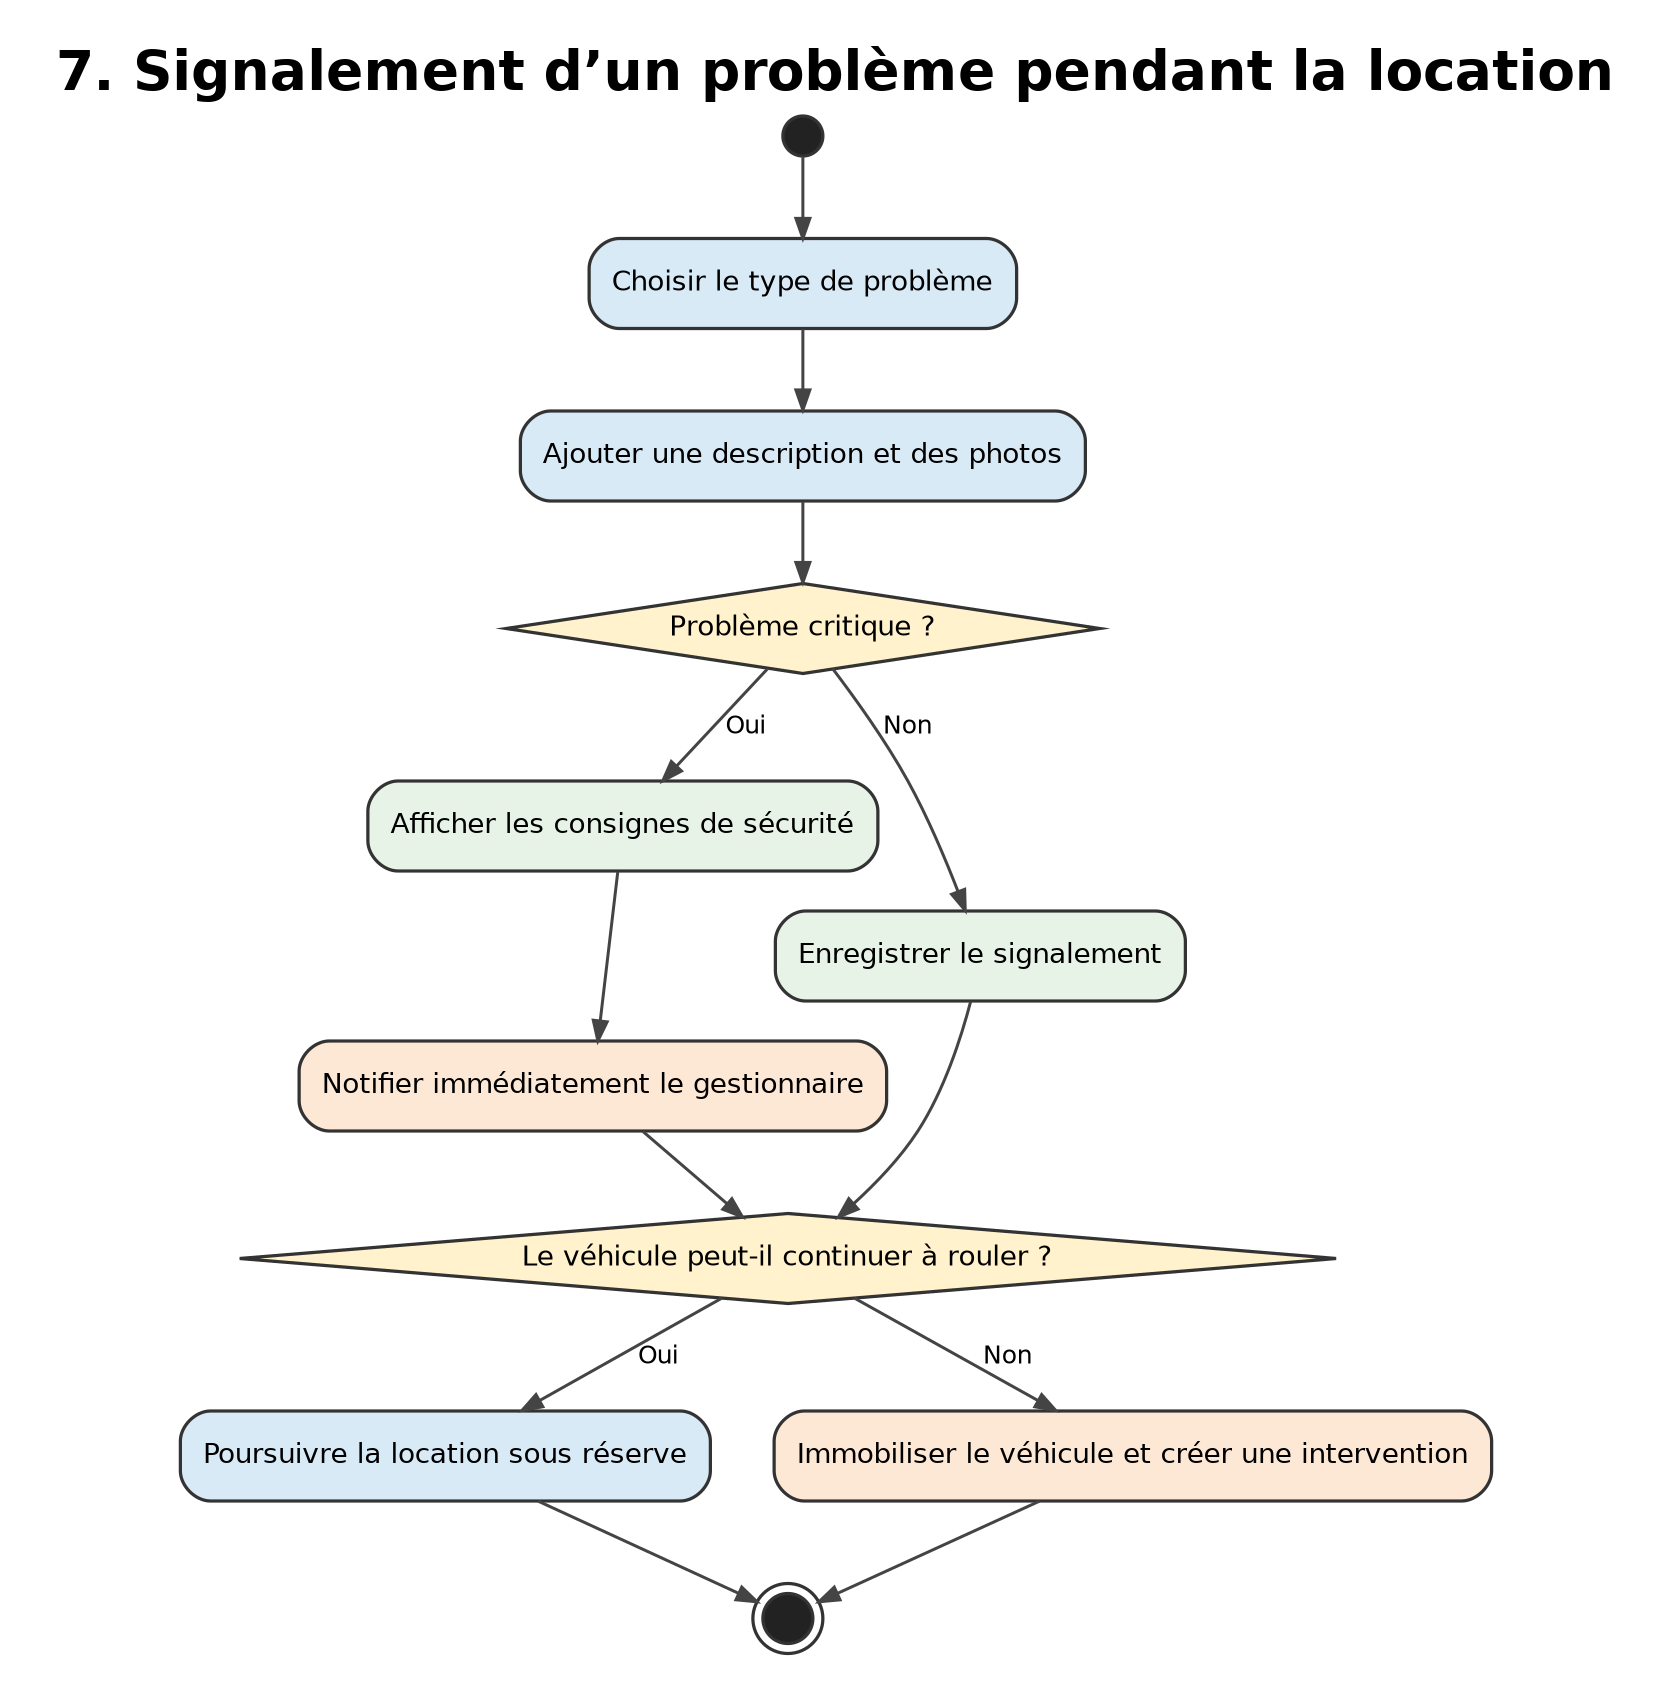 7. Signalement d’un problème pendant la location
Choisir le type de problème
Ajouter une description et des photos
Problème critique ?
Oui
Non
Afficher les consignes de sécurité
Enregistrer le signalement
Notifier immédiatement le gestionnaire
Le véhicule peut-il continuer à rouler ?
Oui
Non
Poursuivre la location sous réserve
Immobiliser le véhicule et créer une intervention